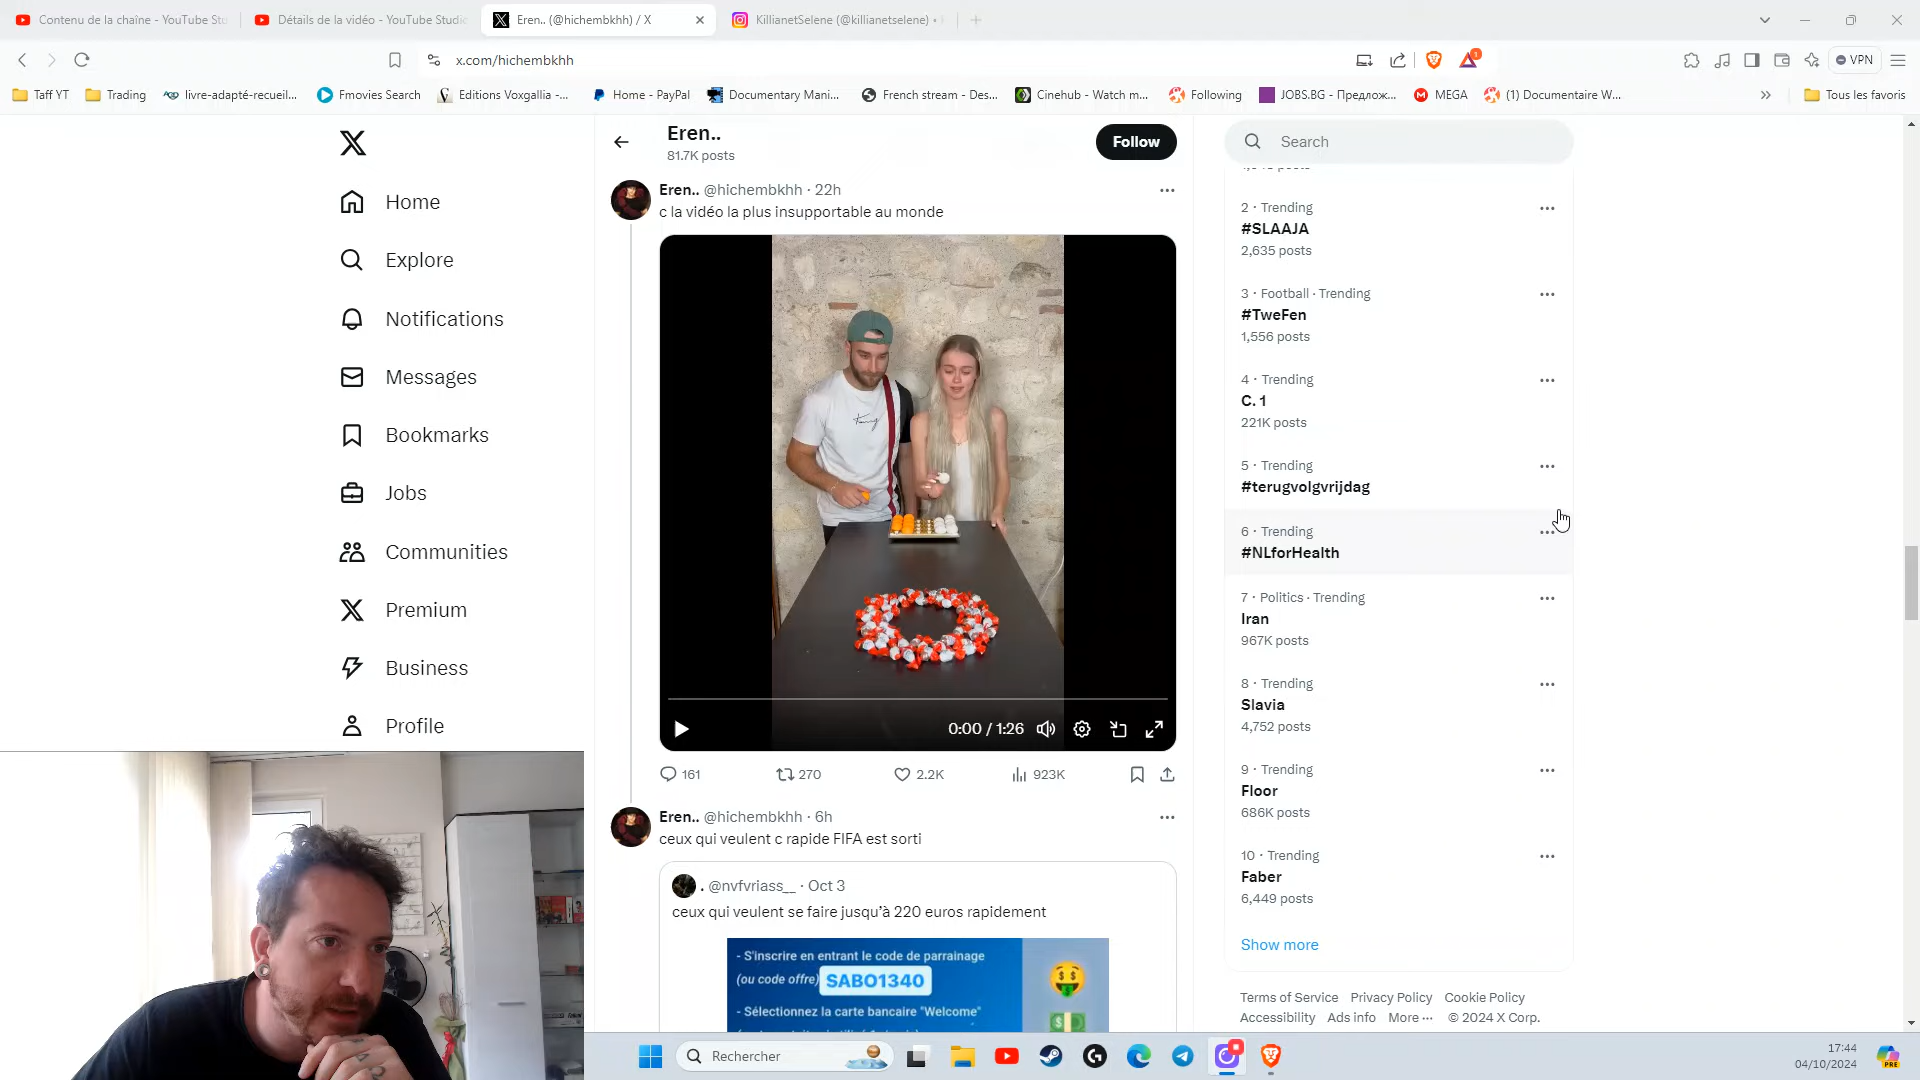 Contenu de la chaîne - YouTube Stu
Détails de la vidéo - YouTube Studio
Eren.. (@hichembkhh) / X
KillianetSelene (@killianetselene) •
x.com/hichembkhh
1
VPN
Taff YT
Trading
livre-adapté-recueil...
Fmovies Search
Editions Voxgallia -...
Home - PayPal
Documentary Mani...
French stream - Des...
Cinehub - Watch m...
Following
JOBS.BG - Предлож...
MEGA
(1) Documentaire W...
Tous les favoris
Home
Explore
Notifications
Messages
Bookmarks
Jobs
Communities
Premium
Business
Profile
Eren..
81.7K posts
Follow
Eren.. @hichembkhh · 22h
c la vidéo la plus insupportable au monde
0:00 / 1:26
161
270
2.2K
923K
Eren.. @hichembkhh · 6h
ceux qui veulent c rapide FIFA est sorti
. @nvfvriass__ · Oct 3
ceux qui veulent se faire jusqu'à 220 euros rapidement
- S'inscrire en entrant le code de parrainage
(ou code offre) SABO1340
- Sélectionnez la carte bancaire "Welcome"
Search
2 · Trending
#SLAAJA
2,635 posts
3 · Football · Trending
#TweFen
1,556 posts
4 · Trending
C. 1
221K posts
5 · Trending
#terugvolgvrijdag
6 · Trending
#NLforHealth
7 · Politics · Trending
Iran
967K posts
8 · Trending
Slavia
4,752 posts
9 · Trending
Floor
686K posts
10 · Trending
Faber
6,449 posts
Show more
Terms of Service Privacy Policy Cookie Policy
Accessibility Ads info More ··· © 2024 X Corp.
Rechercher
17:44
04/10/2024
PRE